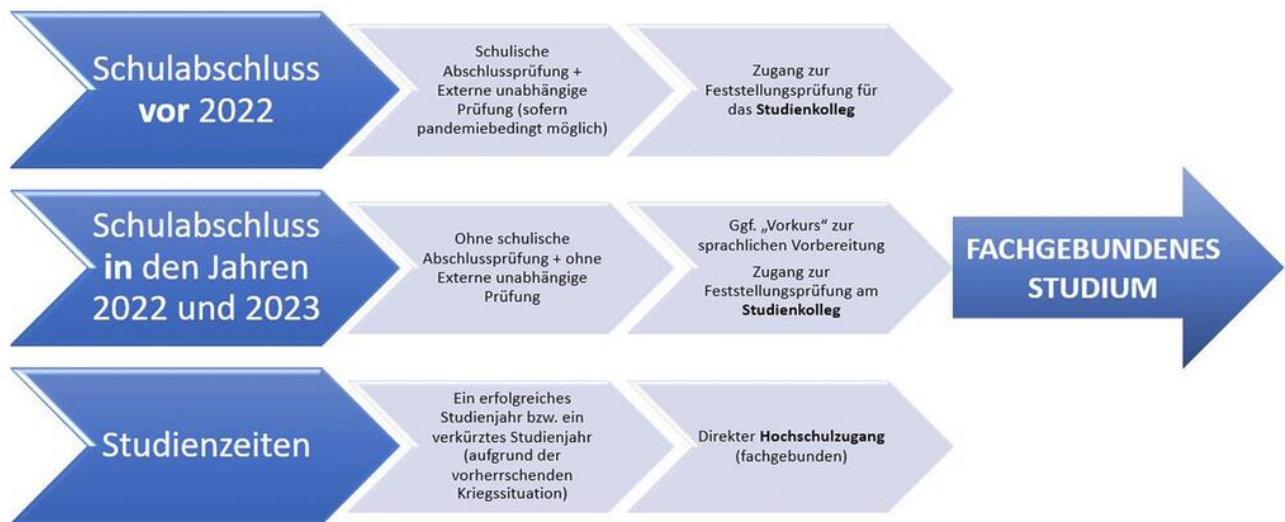 Schulabschluss
vor 2022
Schulische
Abschlussprüfung +
Externe unabhängige
Prüfung (sofern
pandemiebedingt möglich)
Zugang zur
Feststellungsprüfung für
das Studienkolleg
Schulabschluss
in den Jahren
2022 und 2023
Ohne schulische
Abschlussprüfung + ohne
Externe unabhängige
Prüfung
Ggf. „Vorkurs“ zur
sprachlichen Vorbereitung
Zugang zur
Feststellungsprüfung am
Studienkolleg
Studienzeiten
Ein erfolgreiches
Studienjahr bzw. ein
verkürztes Studienjahr
(aufgrund der
vorherrschenden
Kriegssituation)
Direkter Hochschulzugang
(fachgebunden)
FACHGEBUNDENES
STUDIUM